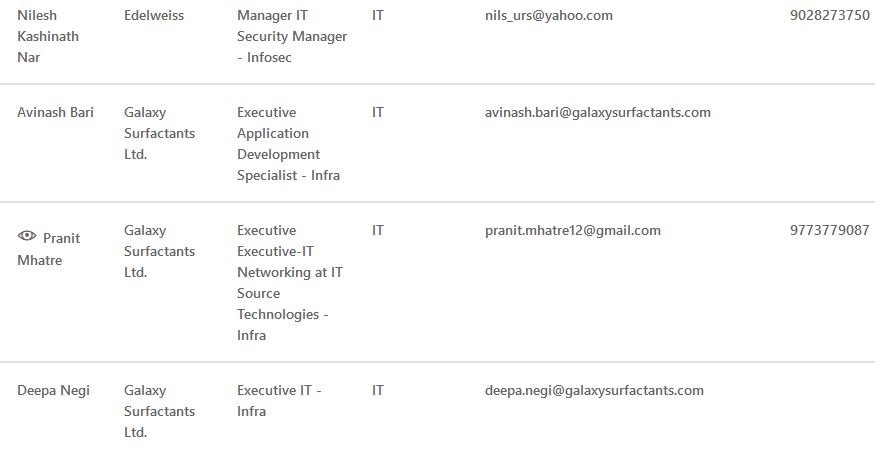 Nilesh Edelweiss Manager IT IT nils_urs@yahoo.com 9028273750
Kashinath Security Manager
Nar - Infosec
Avinash Bari Galaxy Executive IT avinash.bari@galaxysurfactants.com
Surfactants Application
Ltd. Development
Specialist - Infra
Pranit Galaxy Executive IT pranit.mhatre12@gmail.com 9773779087
Mhatre Surfactants Executive-IT
Ltd. Networking at IT
Source
Technologies -
Infra
Deepa Negi Galaxy Executive IT - IT deepa.negi@galaxysurfactants.com
Surfactants Infra
Ltd.